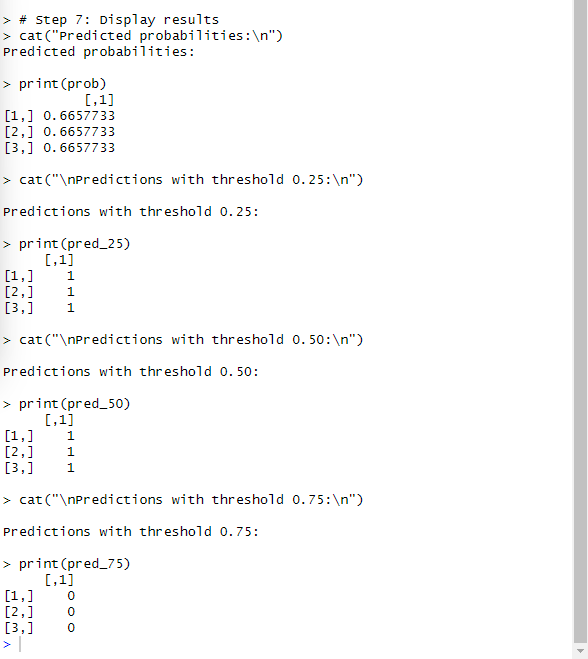 > # Step 7: Display results
> cat("Predicted probabilities:\n")
Predicted probabilities:
> print(prob)
          [,1]
[1,] 0.6657733
[2,] 0.6657733
[3,] 0.6657733
> cat("\nPredictions with threshold 0.25:\n")
Predictions with threshold 0.25:
> print(pred_25)
     [,1]
[1,]    1
[2,]    1
[3,]    1
> cat("\nPredictions with threshold 0.50:\n")
Predictions with threshold 0.50:
> print(pred_50)
     [,1]
[1,]    1
[2,]    1
[3,]    1
> cat("\nPredictions with threshold 0.75:\n")
Predictions with threshold 0.75:
> print(pred_75)
     [,1]
[1,]    0
[2,]    0
[3,]    0
>